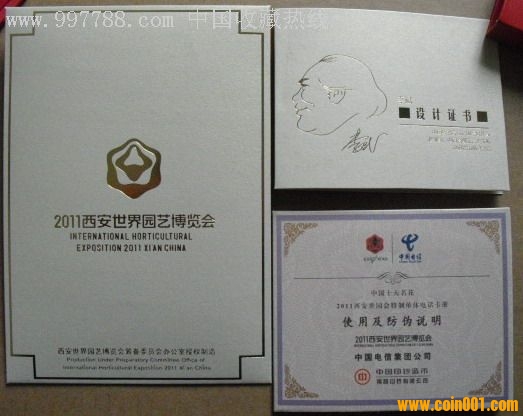 www.997788.com 中国收藏热线
2011西安世界园艺博览会
INTERNATIONAL HORTICULTURAL
EXPOSITION 2011 XI'AN CHINA
西安世界园艺博览会筹备委员会办公室授权制造
Production Under Preparatory Committee Office of
International Horticultural Exposition 2011 Xi'an China
设计证书
中国电信
中国十大名花
2011西安世园会特制单体电话卡册
使用及防伪说明
2011西安世界园艺博览会
中国电信集团公司
中国印钞造币
www.coin001.com